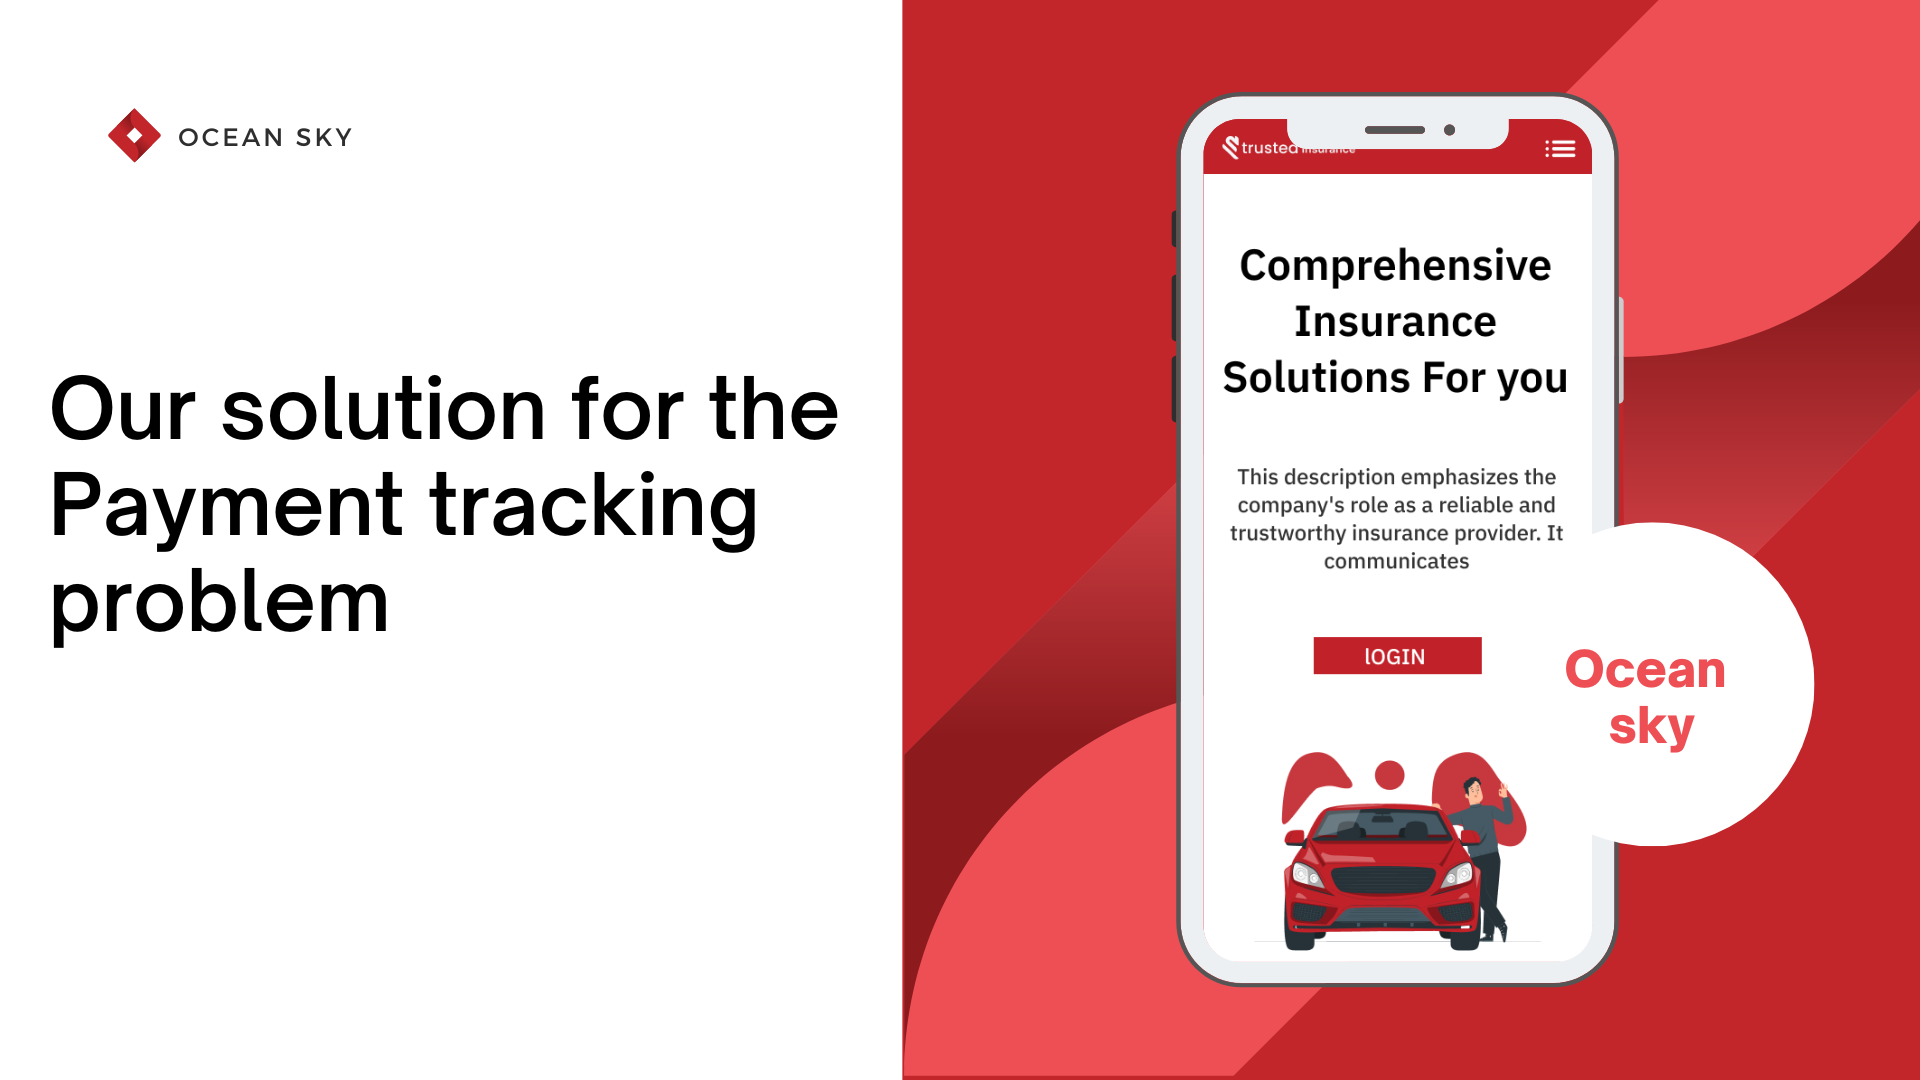 OCEAN SKY
Our solution for the
Payment tracking
problem
trusted insurance
Comprehensive
Insurance
Solutions For you
This description emphasizes the
company's role as a reliable and
trustworthy insurance provider. It
communicates
lOGIN
Ocean
sky